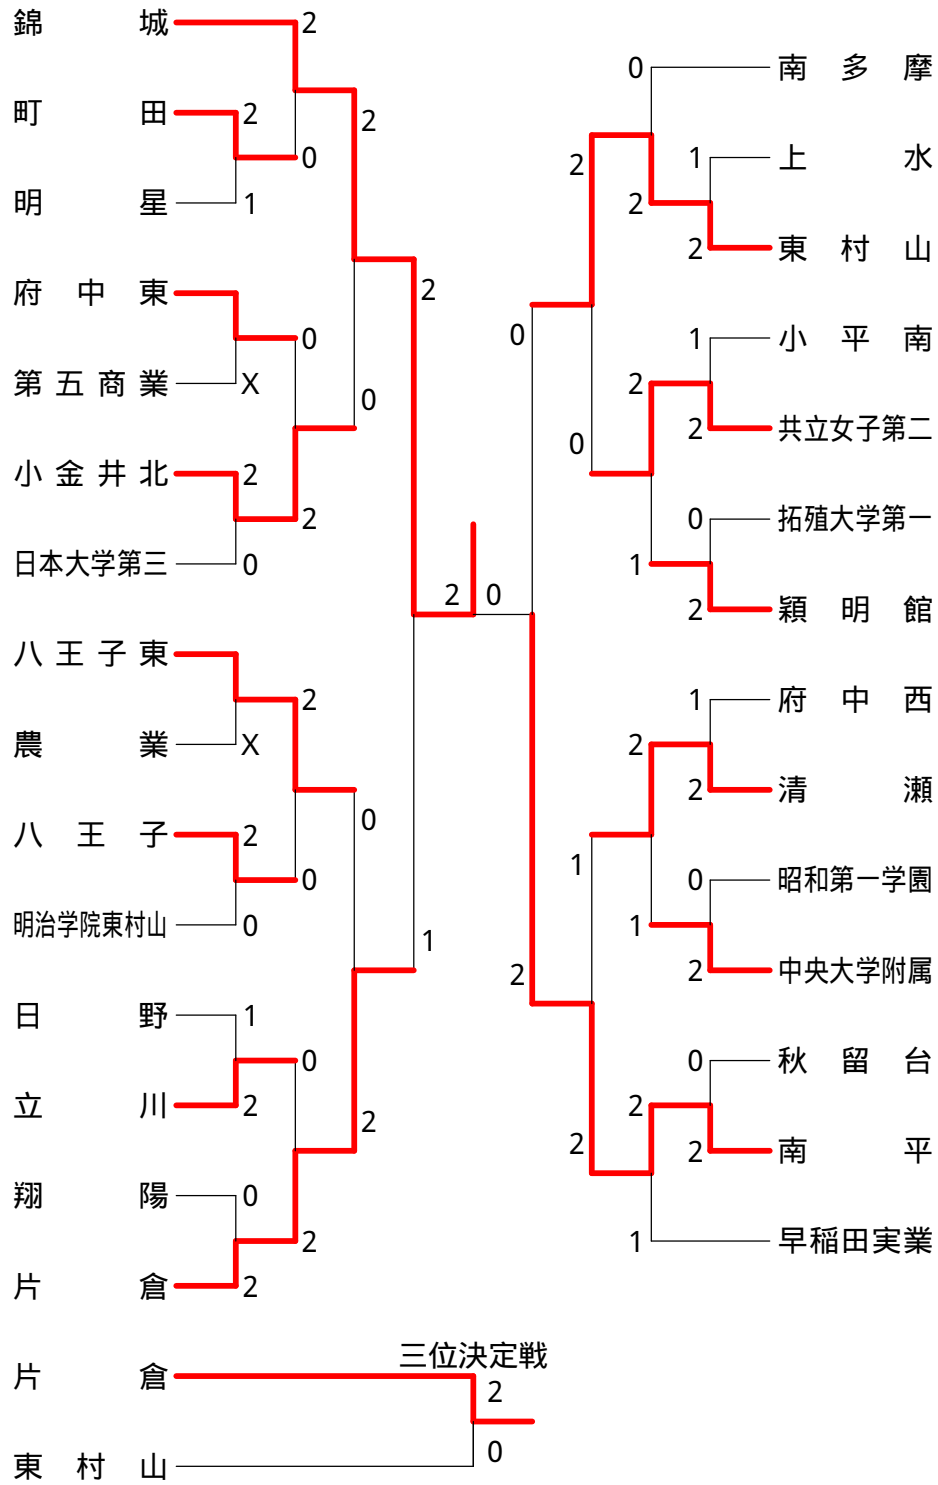 錦城
2
町田
2
2
0
明星
1
府中東
0
第五商業
X
小金井北
2
0
2
日本大学第三
0
2
八王子東
2
農業
X
八王子
2
0
0
明治学院東村山
0
日野
1
0
立川
2
2
1
翔陽
0
2
片倉
2
2
0
南多摩
0
上水
1
2
2
東村山
2
0
小平南
1
2
共立女子第二
2
0
拓殖大学第一
0
1
穎明館
2
府中西
1
2
清瀬
2
1
昭和第一学園
0
1
中央大学附属
2
2
秋留台
0
2
南平
2
2
早稲田実業
1
三位決定戦
片倉
2
東村山
0